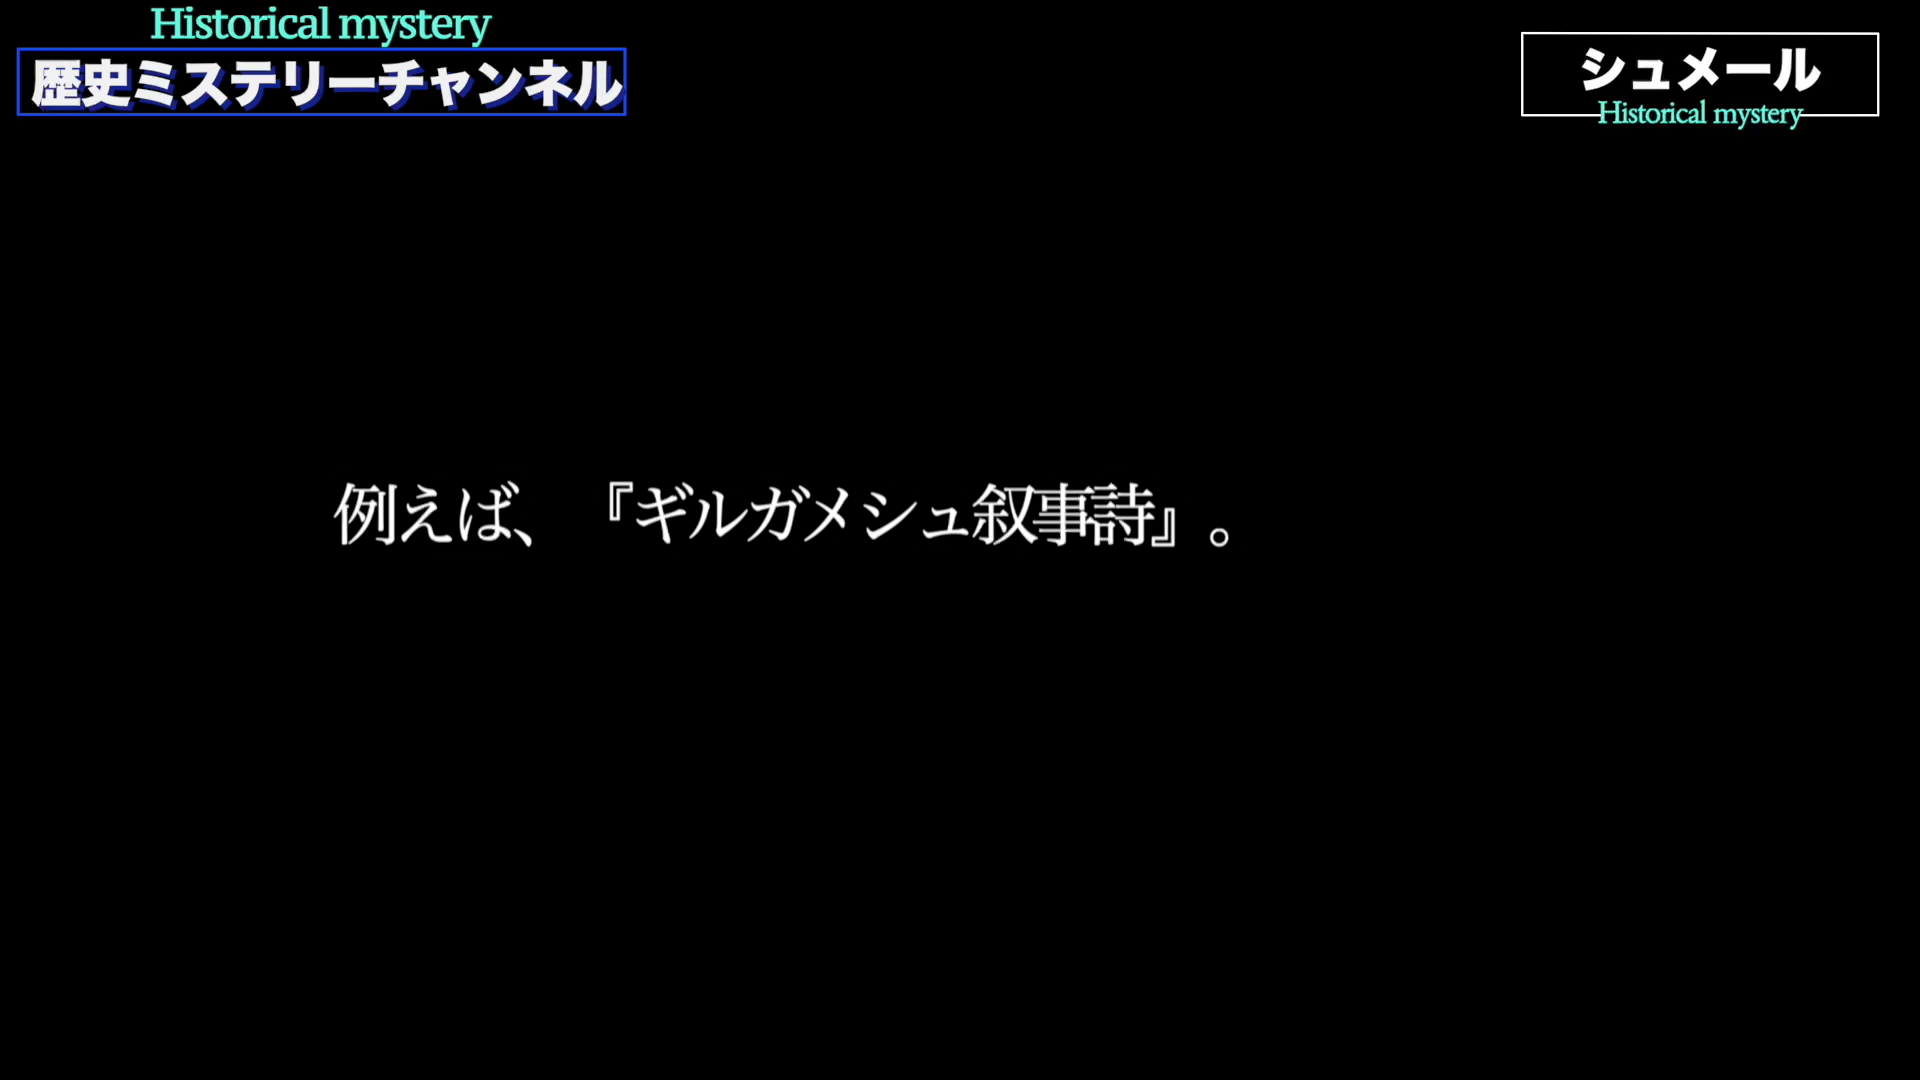 Historical mystery
歴史ミステリーチャンネル
シュメール
Historical mystery
例えば、『ギルガメシュ叙事詩』。